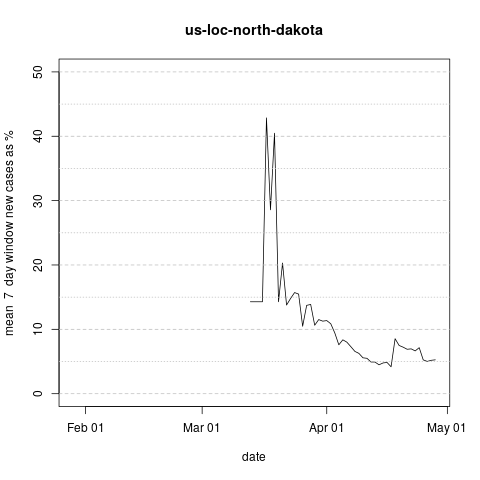 us-loc-north-dakota
mean  7  day window new cases as %
50
40
30
20
10
0
Feb 01
Mar 01
Apr 01
May 01
date